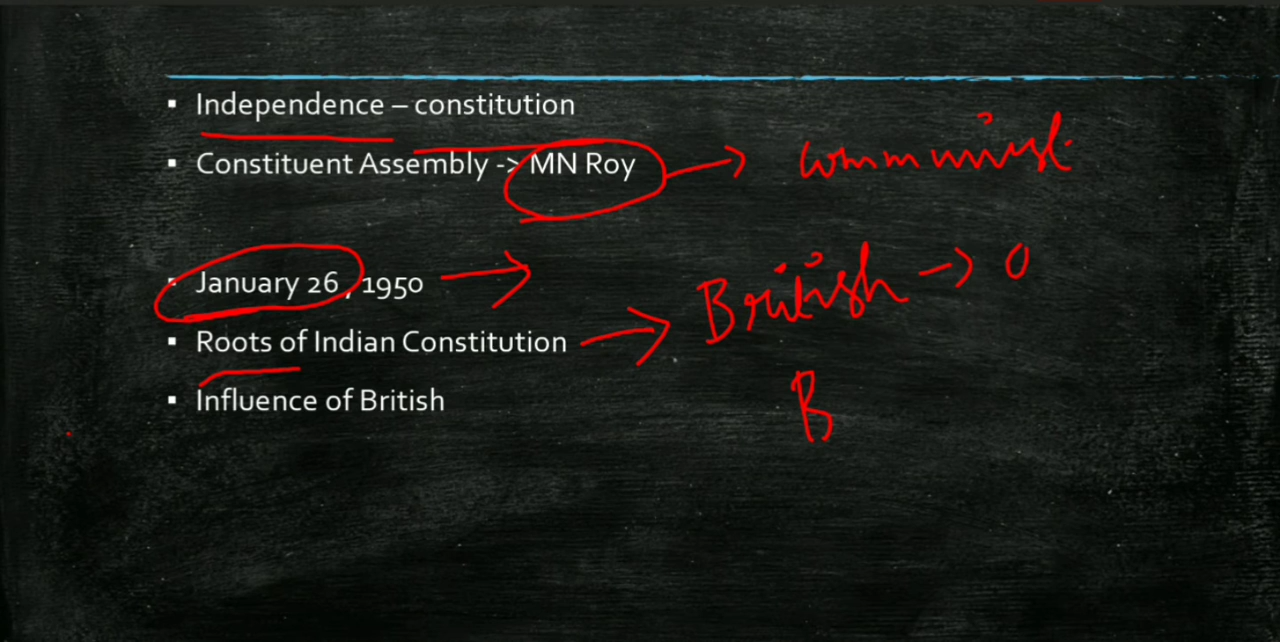 ▪ Independence – constitution
▪ Constituent Assembly -> MN Roy → communist
▪ January 26, 1950 →
▪ Roots of Indian Constitution → British → 0
B
▪ Influence of British